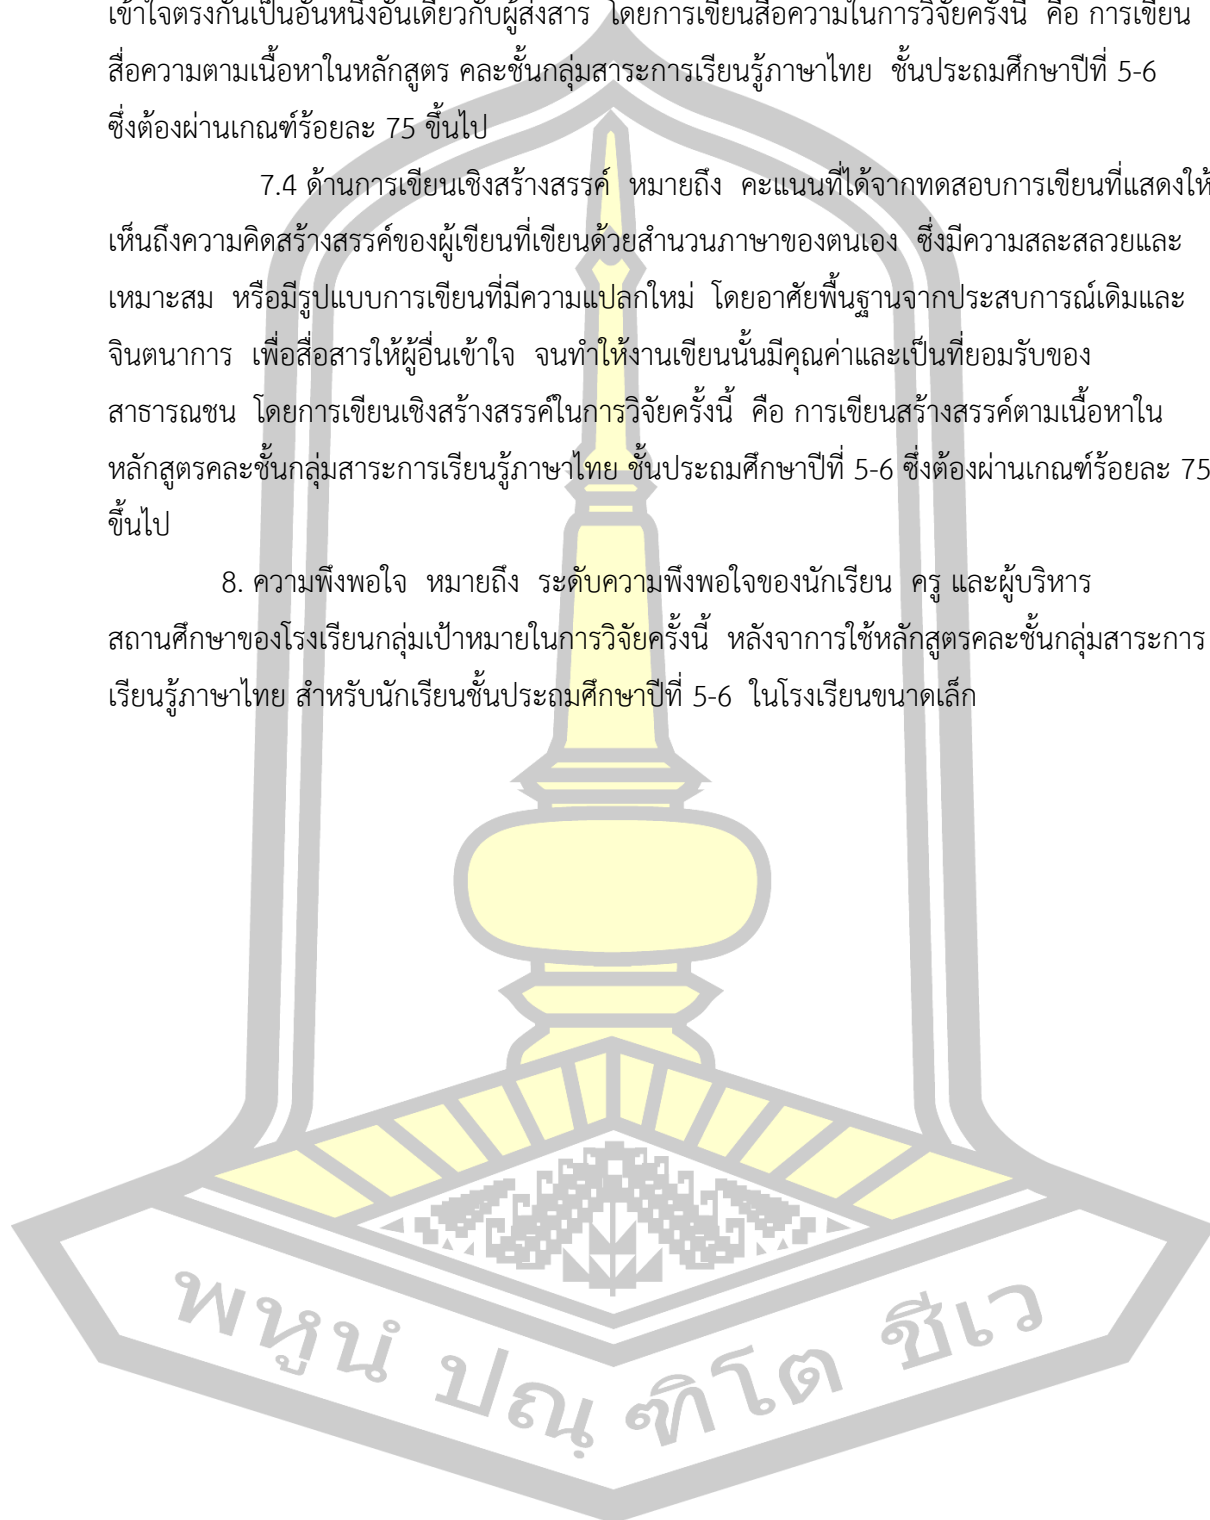 เข้าใจตรงกันเป็นอันหนึ่งอันเดียวกับผู้ส่งสาร โดยการเขียนสื่อความในการวิจัยครั้งนี้ คือ การเขียน
สื่อความตามเนื้อหาในหลักสูตร คละชั้นกลุ่มสาระการเรียนรู้ภาษาไทย ชั้นประถมศึกษาปีที่ 5-6
ซึ่งต้องผ่านเกณฑ์ร้อยละ 75 ขึ้นไป
7.4 ด้านการเขียนเชิงสร้างสรรค์ หมายถึง คะแนนที่ได้จากทดสอบการเขียนที่แสดงให้
เห็นถึงความคิดสร้างสรรค์ของผู้เขียนที่เขียนด้วยสำนวนภาษาของตนเอง ซึ่งมีความสละสลวยและ
เหมาะสม หรือมีรูปแบบการเขียนที่มีความแปลกใหม่ โดยอาศัยพื้นฐานจากประสบการณ์เดิมและ
จินตนาการ เพื่อสื่อสารให้ผู้อื่นเข้าใจ จนทำให้งานเขียนนั้นมีคุณค่าและเป็นที่ยอมรับของ
สาธารณชน โดยการเขียนเชิงสร้างสรรค์ในการวิจัยครั้งนี้ คือ การเขียนสร้างสรรค์ตามเนื้อหาใน
หลักสูตรคละชั้นกลุ่มสาระการเรียนรู้ภาษาไทย ชั้นประถมศึกษาปีที่ 5-6 ซึ่งต้องผ่านเกณฑ์ร้อยละ 75
ขึ้นไป
8. ความพึงพอใจ หมายถึง ระดับความพึงพอใจของนักเรียน ครู และผู้บริหาร
สถานศึกษาของโรงเรียนกลุ่มเป้าหมายในการวิจัยครั้งนี้ หลังจาการใช้หลักสูตรคละชั้นกลุ่มสาระการ
เรียนรู้ภาษาไทย สำหรับนักเรียนชั้นประถมศึกษาปีที่ 5-6 ในโรงเรียนขนาดเล็ก
พหูนํ ปณฺ ฑิโต ชีเว